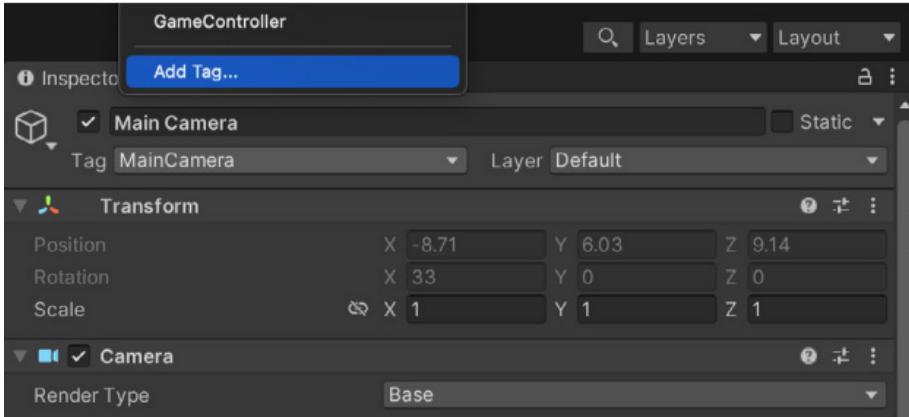 GameController
Layers Layout
Add Tag...
Inspecto
Main Camera Static
Tag MainCamera Layer Default
Transform
Position X -8.71 Y 6.03 Z 9.14
Rotation X 33 Y 0 Z 0
Scale X 1 Y 1 Z 1
Camera
Render Type Base